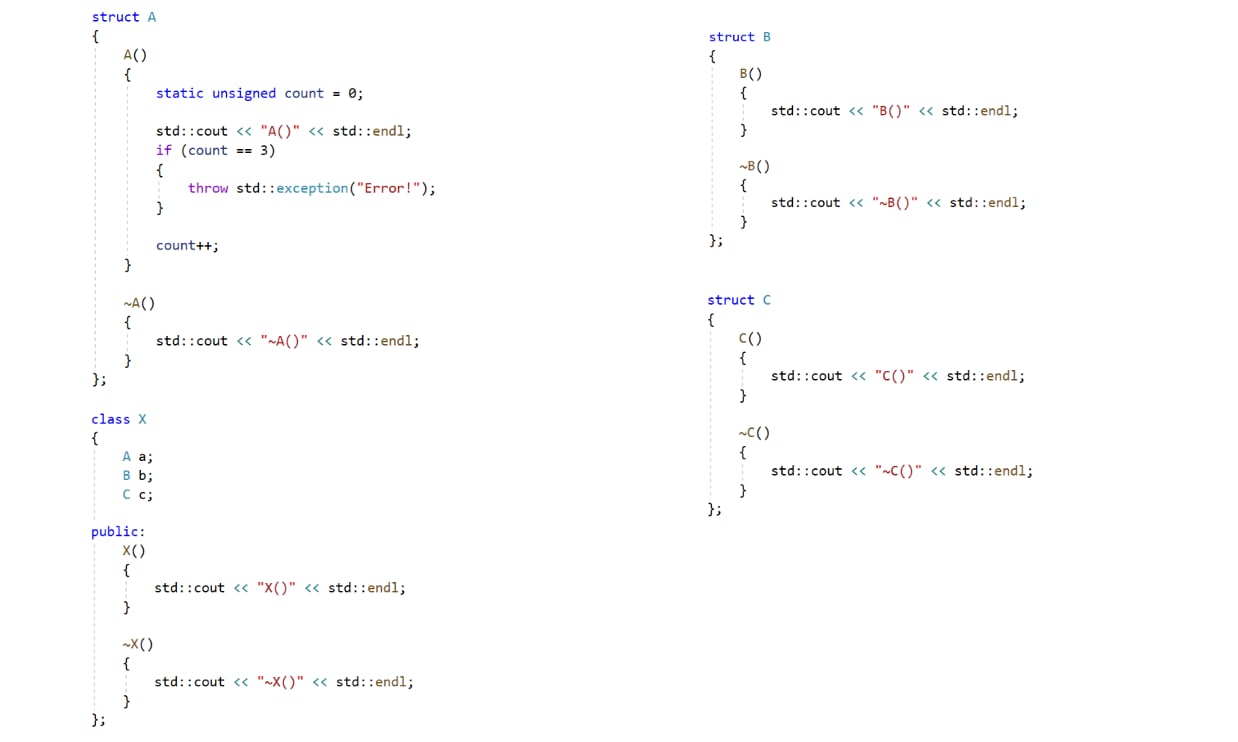 struct A
{
    A()
    {
        static unsigned count = 0;

        std::cout << "A()" << std::endl;
        if (count == 3)
        {
            throw std::exception("Error!");
        }

        count++;
    }

    ~A()
    {
        std::cout << "~A()" << std::endl;
    }
};

class X
{
    A a;
    B b;
    C c;

public:
    X()
    {
        std::cout << "X()" << std::endl;
    }

    ~X()
    {
        std::cout << "~X()" << std::endl;
    }
};

struct B
{
    B()
    {
        std::cout << "B()" << std::endl;
    }

    ~B()
    {
        std::cout << "~B()" << std::endl;
    }
};

struct C
{
    C()
    {
        std::cout << "C()" << std::endl;
    }

    ~C()
    {
        std::cout << "~C()" << std::endl;
    }
};